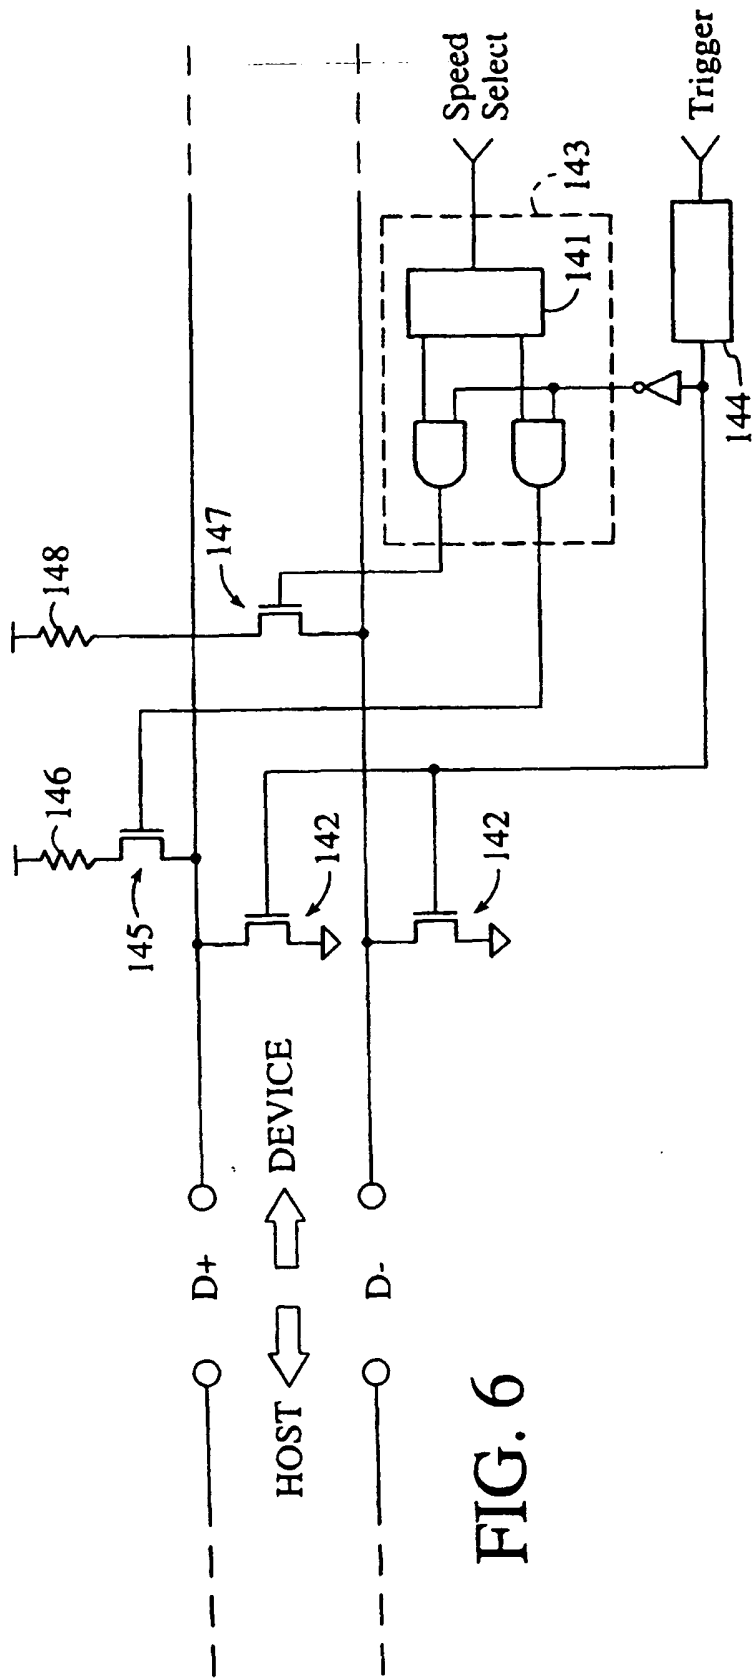 146
148
145
147
D+
142
HOST
DEVICE
D-
142
Speed
Select
141
143
144
Trigger
FIG. 6